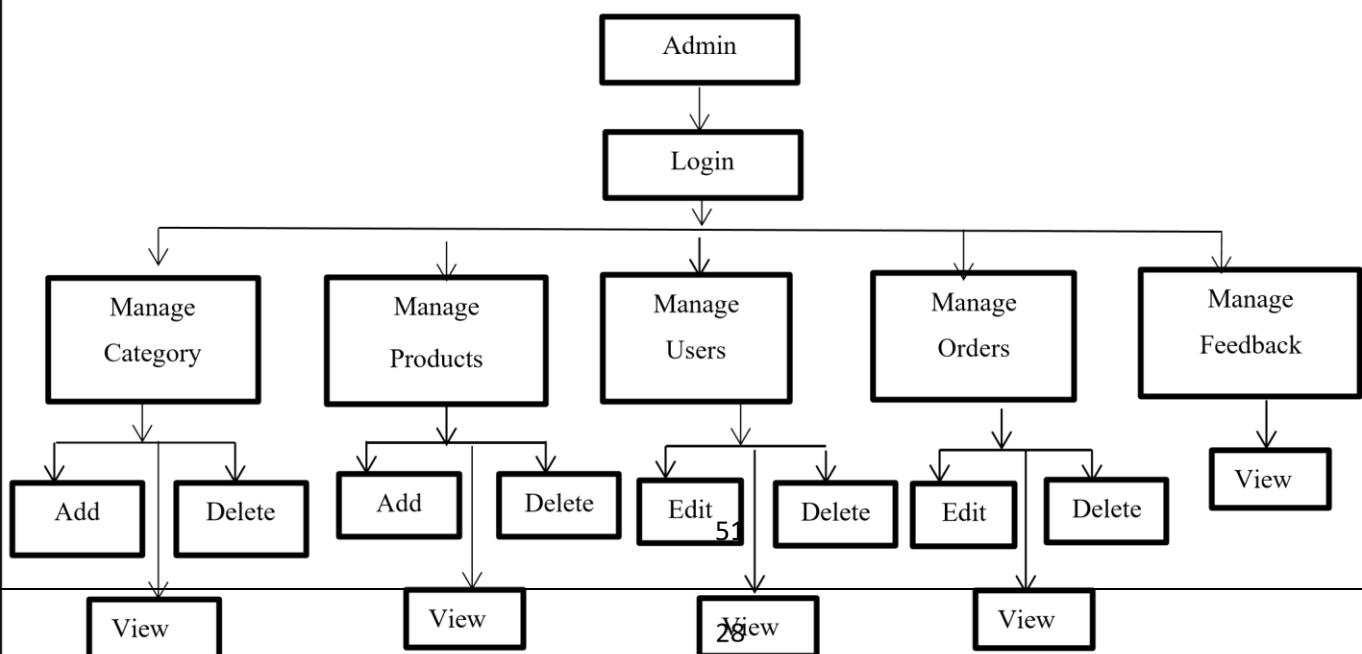 Admin
Login
Manage
Category
Manage
Products
Manage
Users
Manage
Orders
Manage
Feedback
Add
Delete
View
Add
Delete
View
Edit
51
Delete
View
28
Edit
Delete
View
View